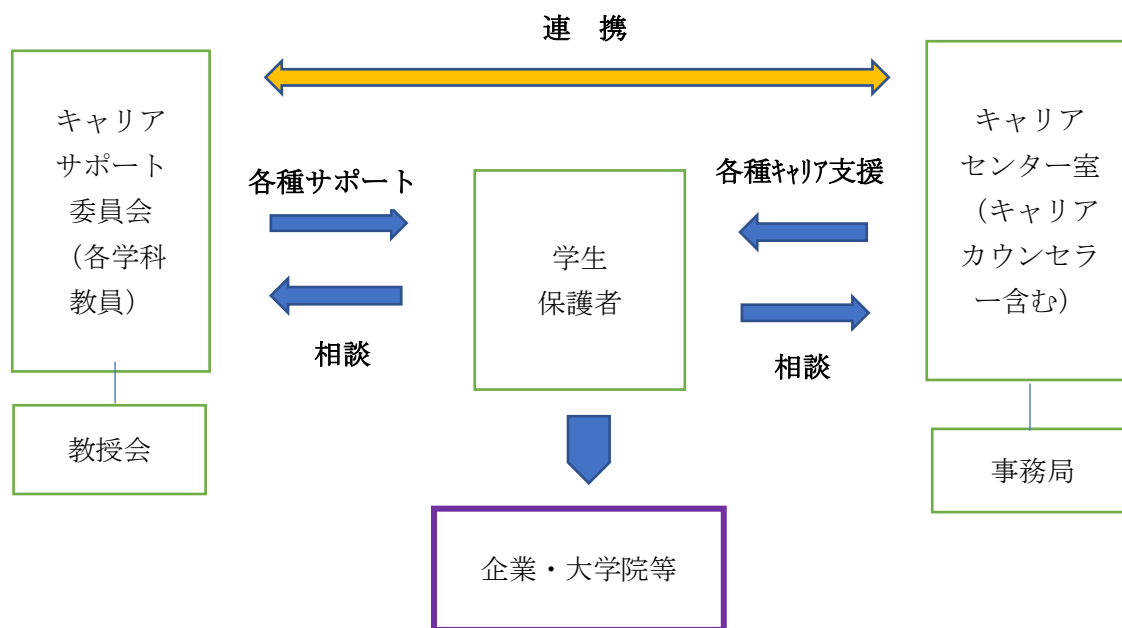 連 携
キャリア
サポート
委員会
(各学科
教員)
各種サポート
相談
教授会
学生
保護者
各種ｷｬﾘｱ支援
相談
キャリア
センター室
(キャリア
カウンセラ
ー含む)
事務局
企業・大学院等